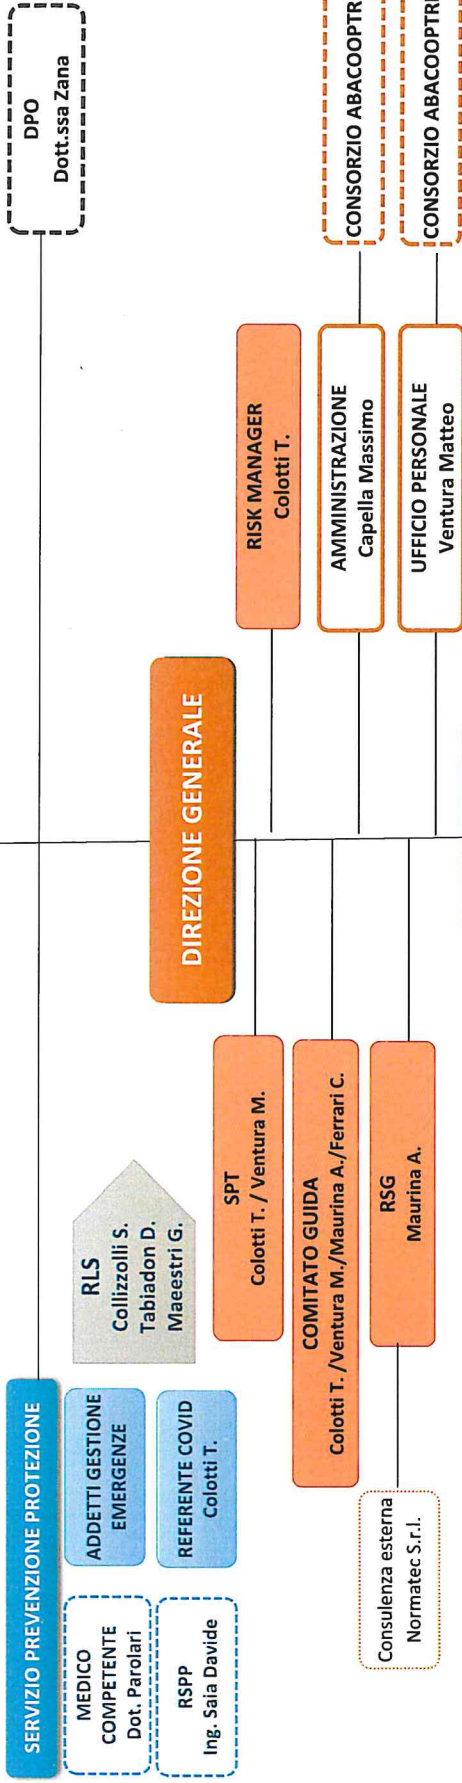 DPO
Dott.ssa Zana
SERVIZIO PREVENZIONE PROTEZIONE
MEDICO
COMPETENTE
Dot. Parolari
ADDETTI GESTIONE
EMERGENZE
RLS
Collizzolli S.
Tabiadon D.
Maeestri G.
RSPP
Ing. Saia Davide
REFERENTE COVID
Colotti T.
DIREZIONE GENERALE
SPT
Colotti T. / Ventura M.
RISK MANAGER
Colotti T.
COMITATO GUIDA
Colotti T. /Ventura M./Maurina A./Ferrari C.
AMMINISTRAZIONE
Capella Massimo
CONSORZIO ABACOOPTR
Consulenza esterna
Normatec S.r.l.
RSG
Maurina A.
UFFICIO PERSONALE
Ventura Matteo
CONSORZIO ABACOOPTR